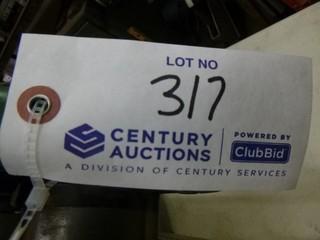 LOT NO
317
CENTURY AUCTIONS
POWERED BY
ClubBid
A DIVISION OF CENTURY SERVICES